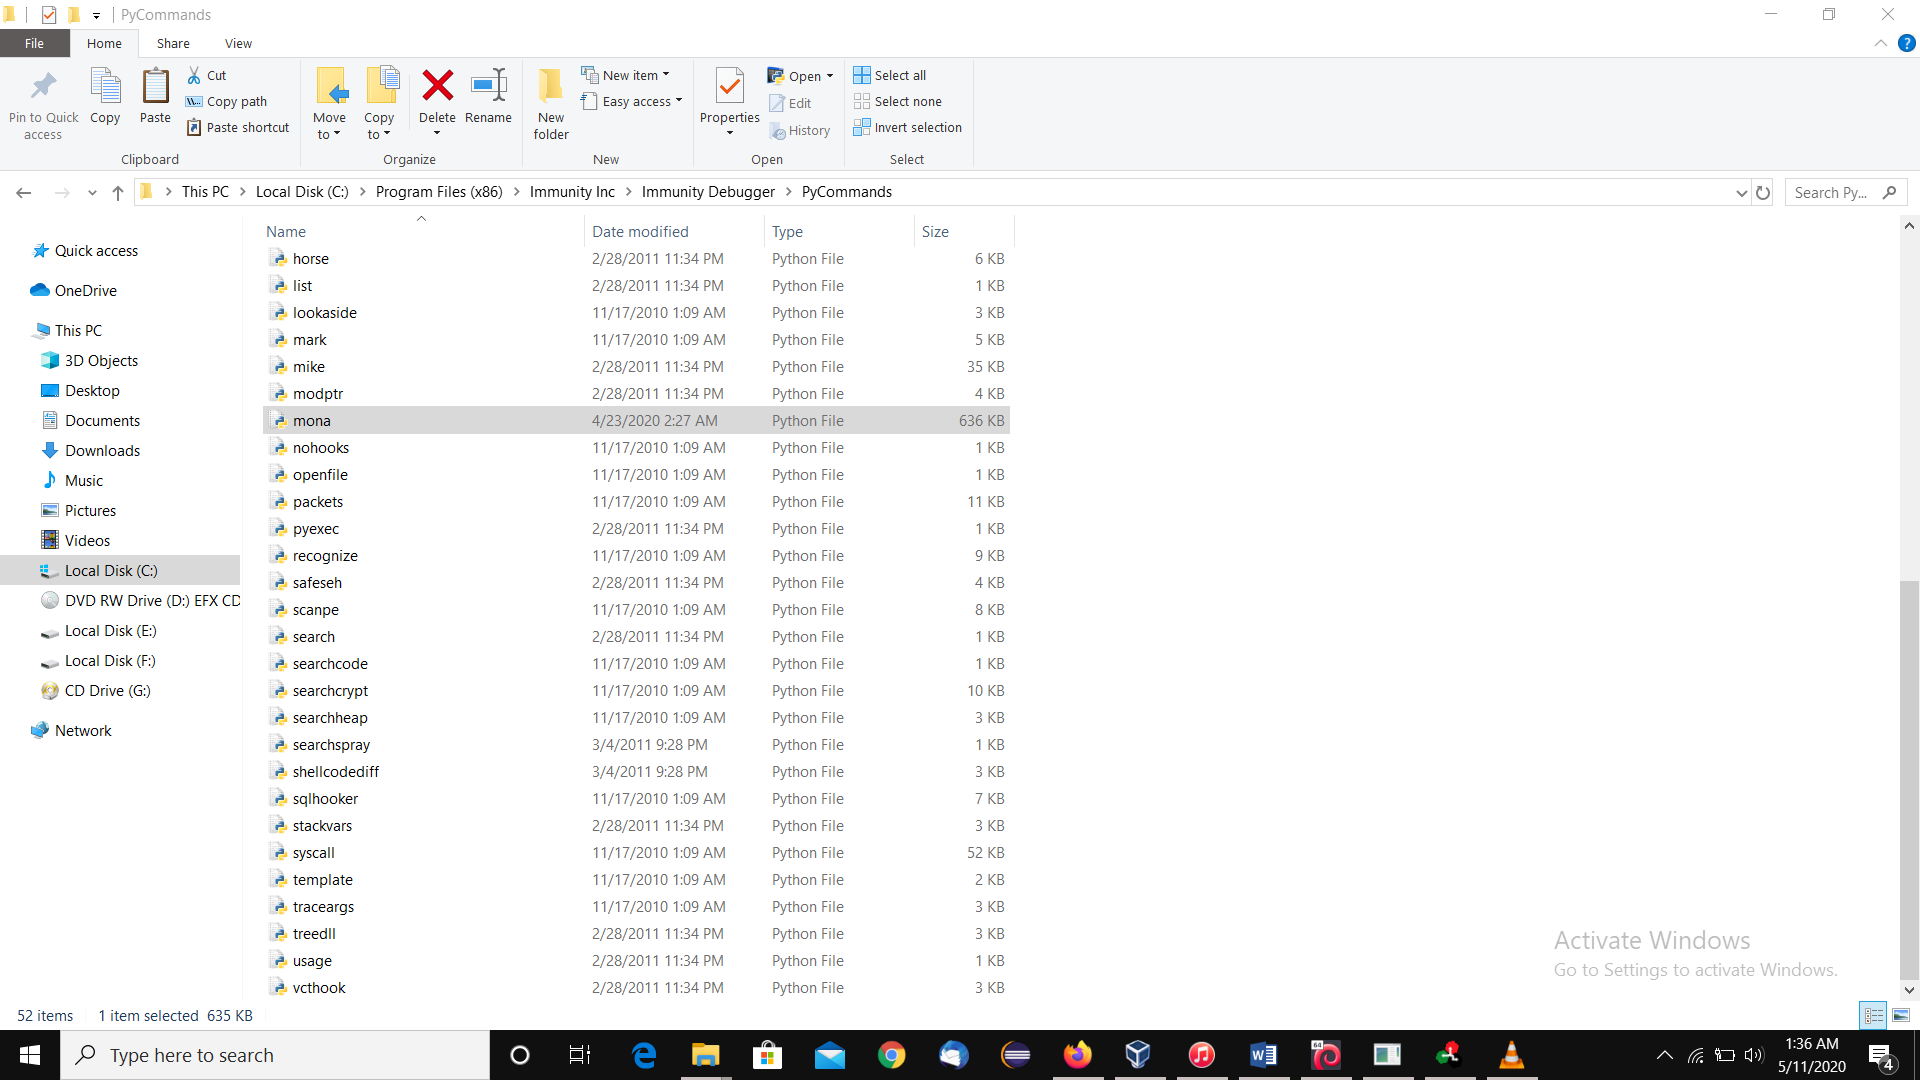 PyCommands
File Home Share View
Pin to Quick access
Copy
Paste
Cut
Copy path
Paste shortcut
Clipboard
Move to
Copy to
Delete
Rename
Organize
New folder
New item
Easy access
New
Properties
Open
Edit
History
Open
Select all
Select none
Invert selection
Select
This PC > Local Disk (C:) > Program Files (x86) > Immunity Inc > Immunity Debugger > PyCommands
Search Py...
Quick access
OneDrive
This PC
3D Objects
Desktop
Documents
Downloads
Music
Pictures
Videos
Local Disk (C:)
DVD RW Drive (D:) EFX CD
Local Disk (E:)
Local Disk (F:)
CD Drive (G:)
Network
Name Date modified Type Size
horse 2/28/2011 11:34 PM Python File 6 KB
list 2/28/2011 11:34 PM Python File 1 KB
lookaside 11/17/2010 1:09 AM Python File 3 KB
mark 11/17/2010 1:09 AM Python File 5 KB
mike 2/28/2011 11:34 PM Python File 35 KB
modptr 2/28/2011 11:34 PM Python File 4 KB
mona 4/23/2020 2:27 AM Python File 636 KB
nohooks 11/17/2010 1:09 AM Python File 1 KB
openfile 11/17/2010 1:09 AM Python File 1 KB
packets 11/17/2010 1:09 AM Python File 11 KB
pyexec 2/28/2011 11:34 PM Python File 1 KB
recognize 11/17/2010 1:09 AM Python File 9 KB
safeseh 2/28/2011 11:34 PM Python File 4 KB
scanpe 11/17/2010 1:09 AM Python File 8 KB
search 2/28/2011 11:34 PM Python File 1 KB
searchcode 11/17/2010 1:09 AM Python File 1 KB
searchcrypt 11/17/2010 1:09 AM Python File 10 KB
searchheap 11/17/2010 1:09 AM Python File 3 KB
searchspray 3/4/2011 9:28 PM Python File 1 KB
shellcodediff 3/4/2011 9:28 PM Python File 3 KB
sqlhooker 11/17/2010 1:09 AM Python File 7 KB
stackvars 2/28/2011 11:34 PM Python File 3 KB
syscall 11/17/2010 1:09 AM Python File 52 KB
template 11/17/2010 1:09 AM Python File 2 KB
traceargs 11/17/2010 1:09 AM Python File 3 KB
treedll 2/28/2011 11:34 PM Python File 3 KB
usage 2/28/2011 11:34 PM Python File 1 KB
vcthook 2/28/2011 11:34 PM Python File 3 KB
Activate Windows
Go to Settings to activate Windows.
52 items 1 item selected 635 KB
Type here to search
64
1:36 AM
5/11/2020
4